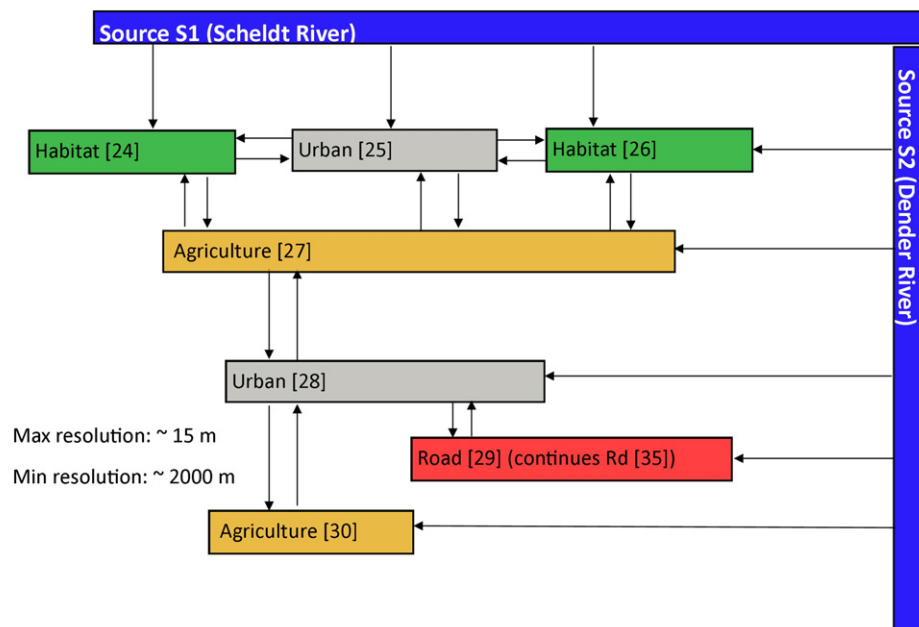 Source S1 (Scheldt River)
Source S2 (Dender River)
Habitat [24]
Urban [25]
Habitat [26]
Agriculture [27]
Urban [28]
Max resolution: ~ 15 m
Road [29] (continues Rd [35])
Min resolution: ~ 2000 m
Agriculture [30]